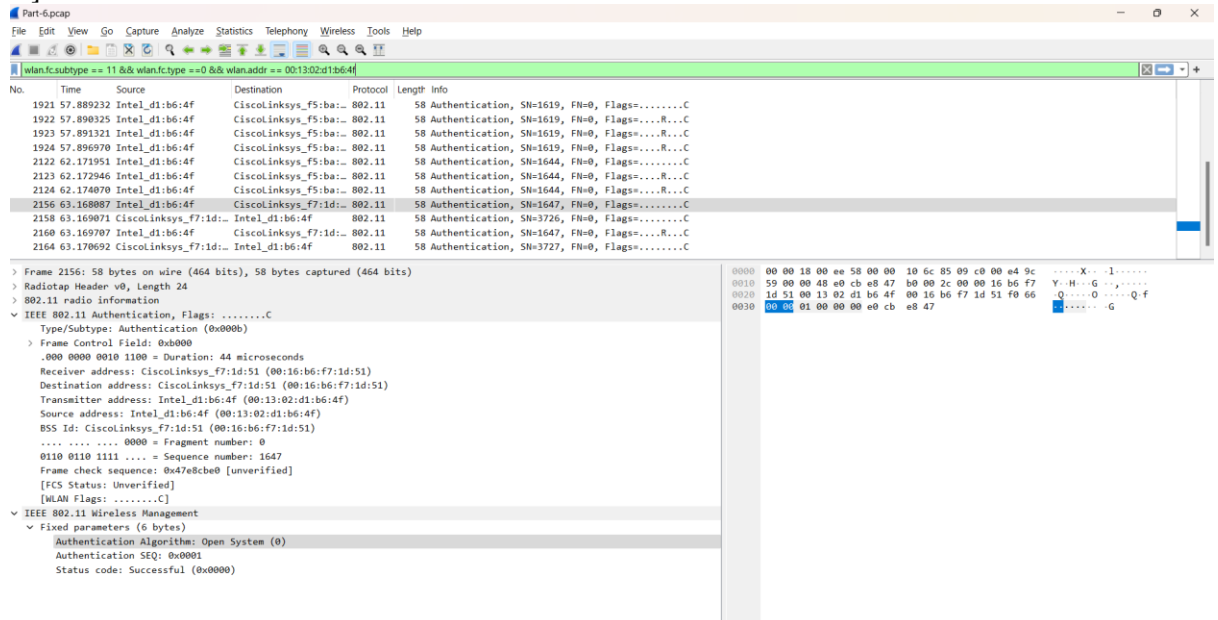 Part-6.pcap
File Edit View Go Capture Analyze Statistics Telephony Wireless Tools Help
wlan.fc.subtype == 11 && wlan.fc.type ==0 && wlan.addr == 00:13:02:d1:b6:4f
No. Time Source Destination Protocol Length Info
1921 57.889232 Intel_d1:b6:4f CiscoLinksys_f5:ba:… 802.11 58 Authentication, SN=1619, FN=0, Flags=........C
1922 57.890325 Intel_d1:b6:4f CiscoLinksys_f5:ba:… 802.11 58 Authentication, SN=1619, FN=0, Flags=....R...C
1923 57.891321 Intel_d1:b6:4f CiscoLinksys_f5:ba:… 802.11 58 Authentication, SN=1619, FN=0, Flags=....R...C
1924 57.896970 Intel_d1:b6:4f CiscoLinksys_f5:ba:… 802.11 58 Authentication, SN=1619, FN=0, Flags=....R...C
2122 62.171951 Intel_d1:b6:4f CiscoLinksys_f5:ba:… 802.11 58 Authentication, SN=1644, FN=0, Flags=........C
2123 62.172946 Intel_d1:b6:4f CiscoLinksys_f5:ba:… 802.11 58 Authentication, SN=1644, FN=0, Flags=....R...C
2124 62.174070 Intel_d1:b6:4f CiscoLinksys_f5:ba:… 802.11 58 Authentication, SN=1644, FN=0, Flags=....R...C
2156 63.168087 Intel_d1:b6:4f CiscoLinksys_f7:1d:… 802.11 58 Authentication, SN=1647, FN=0, Flags=........C
2158 63.169071 CiscoLinksys_f7:1d:… Intel_d1:b6:4f 802.11 58 Authentication, SN=3726, FN=0, Flags=........C
2160 63.169707 Intel_d1:b6:4f CiscoLinksys_f7:1d:… 802.11 58 Authentication, SN=1647, FN=0, Flags=....R...C
2164 63.170692 CiscoLinksys_f7:1d:… Intel_d1:b6:4f 802.11 58 Authentication, SN=3727, FN=0, Flags=........C
Frame 2156: 58 bytes on wire (464 bits), 58 bytes captured (464 bits)
Radiotap Header v0, Length 24
802.11 radio information
IEEE 802.11 Authentication, Flags: ........C
Type/Subtype: Authentication (0x000b)
Frame Control Field: 0xb000
.000 0000 0010 1100 = Duration: 44 microseconds
Receiver address: CiscoLinksys_f7:1d:51 (00:16:b6:f7:1d:51)
Destination address: CiscoLinksys_f7:1d:51 (00:16:b6:f7:1d:51)
Transmitter address: Intel_d1:b6:4f (00:13:02:d1:b6:4f)
Source address: Intel_d1:b6:4f (00:13:02:d1:b6:4f)
BSS Id: CiscoLinksys_f7:1d:51 (00:16:b6:f7:1d:51)
.... .... .... 0000 = Fragment number: 0
0110 0110 1111 .... = Sequence number: 1647
Frame check sequence: 0x47e8cbe0 [unverified]
[FCS Status: Unverified]
[WLAN Flags: ........C]
IEEE 802.11 Wireless Management
Fixed parameters (6 bytes)
Authentication Algorithm: Open System (0)
Authentication SEQ: 0x0001
Status code: Successful (0x0000)
0000 00 00 18 00 ee 58 00 00 10 6c 85 09 c0 00 e4 9c ·····X·· ·l······
0010 59 00 00 48 e0 cb e8 47 b0 00 2c 00 00 16 b6 f7 Y··H···G ··,·····
0020 1d 51 00 13 02 d1 b6 4f 00 16 b6 f7 1d 51 f0 66 ·Q·····O ·····Q·f
0030 00 00 01 00 00 00 e0 cb e8 47 ········ ·G